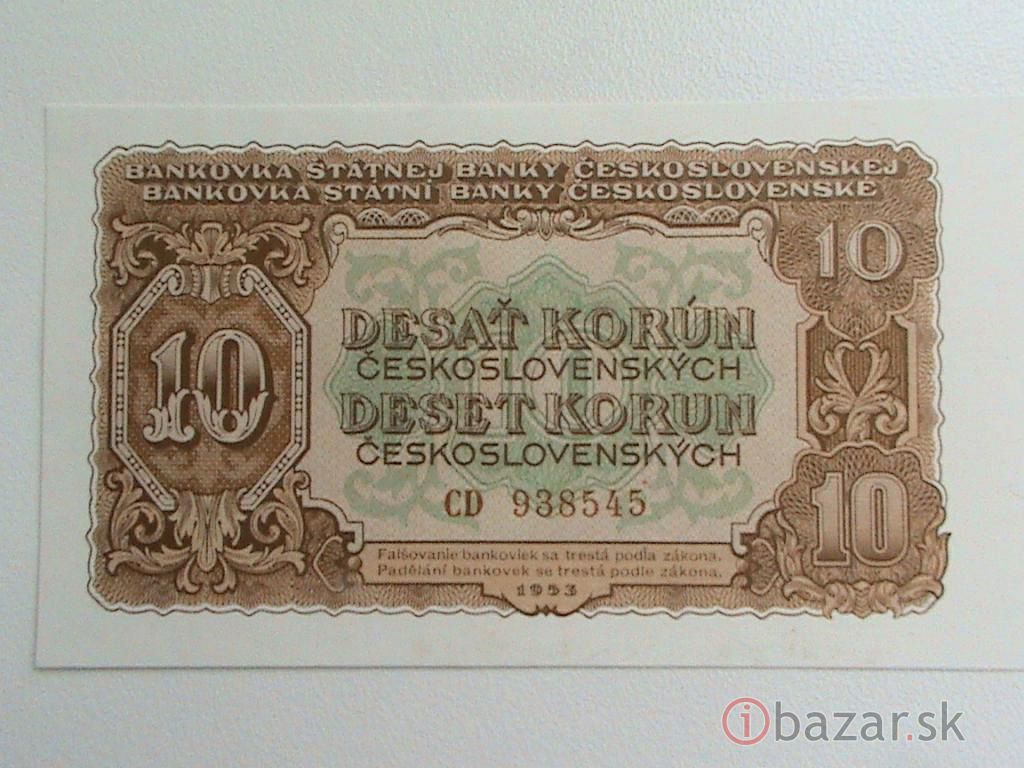 BANKOVKA ŠTÁTNEJ BANKY ČESKOSLOVENSKEJ
BANKOVKA STÁTNÍ BANKY ČESKOSLOVENSKÉ
10
10
DESAŤ KORÚN
ČESKOSLOVENSKÝCH
10
DESET KORUN
ČESKOSLOVENSKÝCH
CD 938545
10
Falšovanie bankoviek sa trestá podľa zákona.
Padělání bankovek se trestá podle zákona.
1953
ibazar.sk